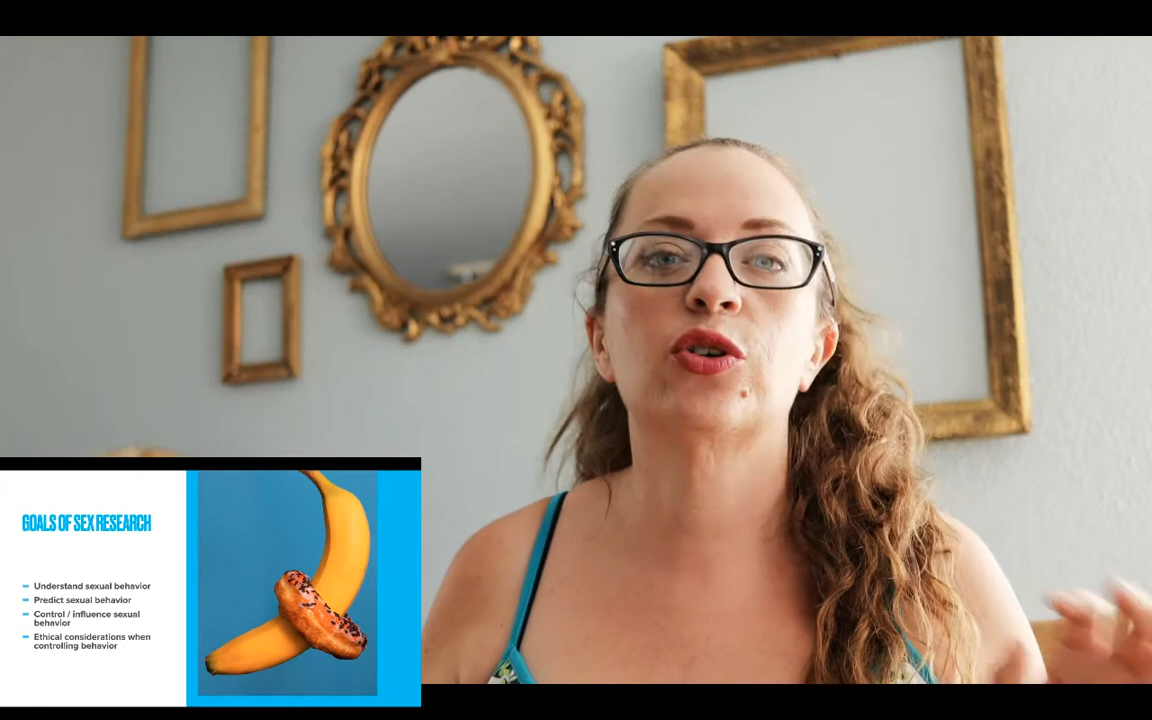 GOALS OF SEX RESEARCH
Understand sexual behavior
Predict sexual behavior
Control / influence sexual
behavior
Ethical considerations when
controlling behavior